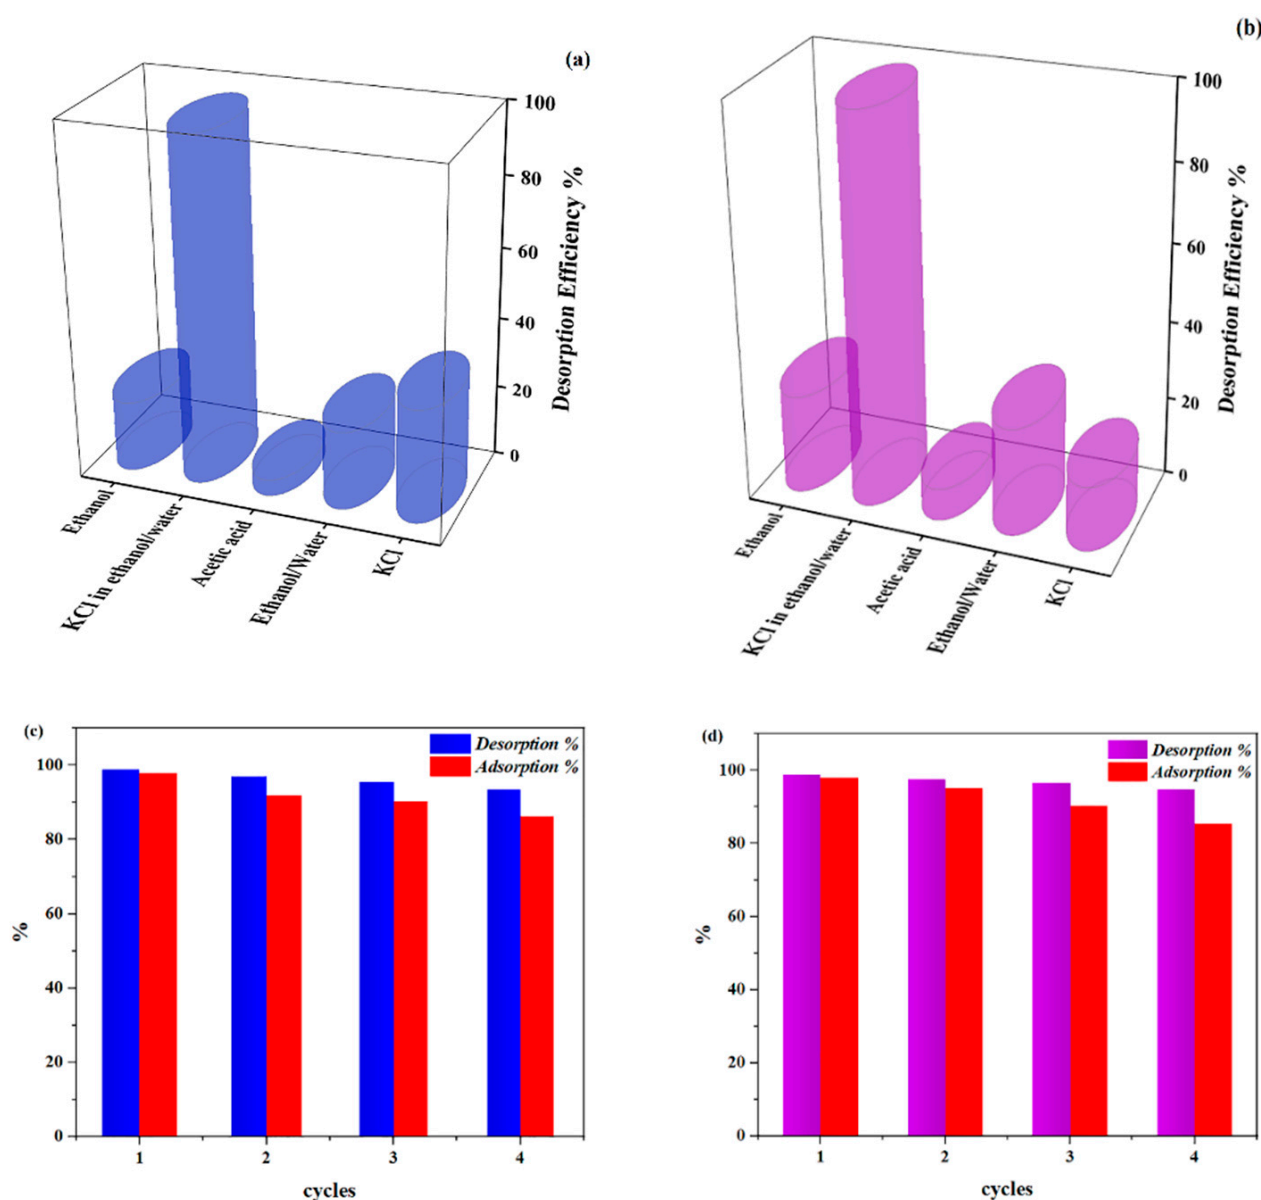 (a)
100
80
60
40
20
0
Desorption Efficiency %
Ethanol
KCl in ethanol/water
Acetic acid
Ethanol/Water
KCl
(b)
100
80
60
40
20
0
Desorption Efficiency %
Ethanol
KCl in ethanol/water
Acetic acid
Ethanol/Water
KCl
(c)
Desorption %
Adsorption %
100
80
60
40
20
0
%
1 2 3 4
cycles
(d)
Desorption %
Adsorption %
100
80
60
40
20
0
%
1 2 3 4
cycles